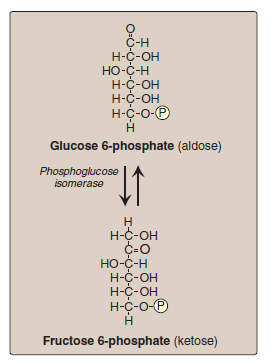 O
C-H
H-C-OH
HO-C-H
H-C-OH
H-C-OH
H-C-O-P
H
Glucose 6-phosphate (aldose)
Phosphoglucose
isomerase
H
H-C-OH
C=O
HO-C-H
H-C-OH
H-C-OH
H-C-O-P
H
Fructose 6-phosphate (ketose)